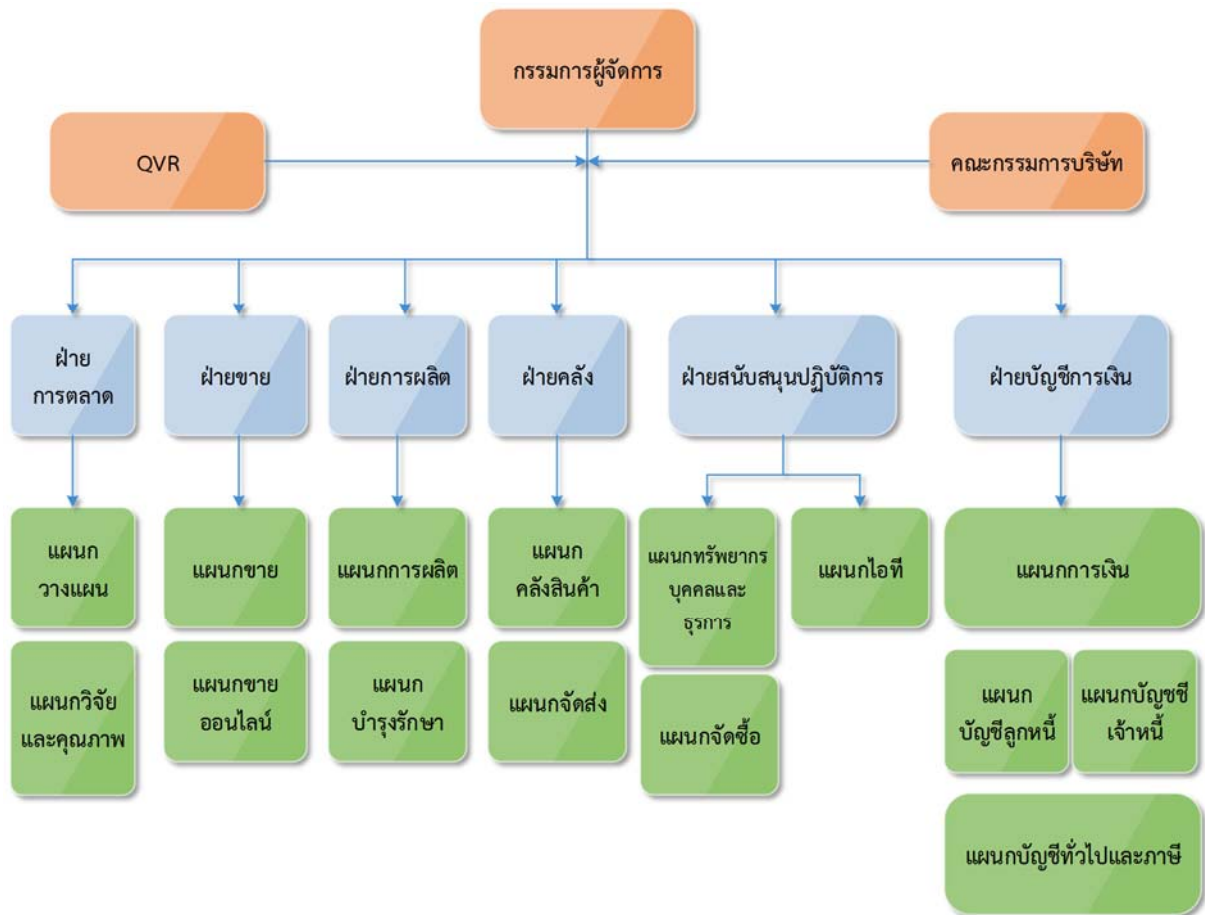 กรรมการผู้จัดการ
QVR
คณะกรรมการบริษัท
ฝ่าย
การตลาด
ฝ่ายขาย
ฝ่ายการผลิต
ฝ่ายคลัง
ฝ่ายสนับสนุนปฏิบัติการ
ฝ่ายบัญชีการเงิน
แผนก
วางแผน
แผนกขาย
แผนกการผลิต
แผนก
คลังสินค้า
แผนกทรัพยากร
บุคคลและ
ธุรการ
แผนกไอที
แผนกการเงิน
แผนกวิจัย
และคุณภาพ
แผนกขาย
ออนไลน์
แผนก
บำรุงรักษา
แผนกจัดส่ง
แผนกจัดซื้อ
แผนก
บัญชีลูกหนี้
แผนกบัญชชี
เจ้าหนี้
แผนกบัญชีทั่วไปและภาษี